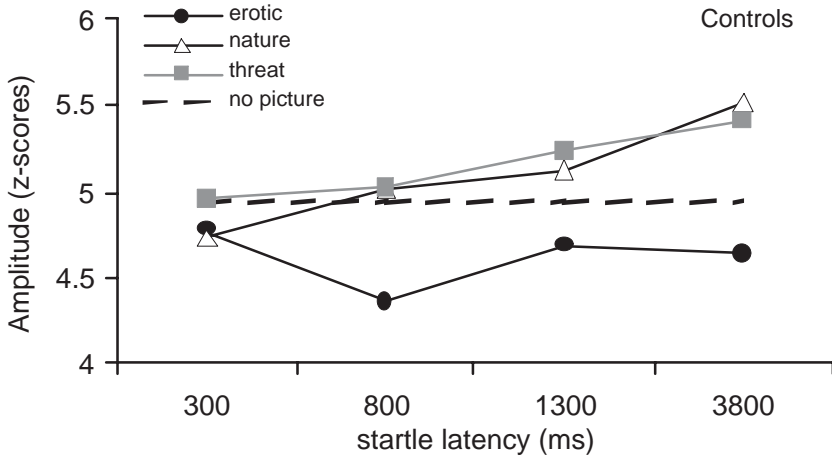 6
erotic
Controls
nature
threat
no picture
5.5
5
4.5
4
Amplitude (z-scores)
300 800 1300 3800
startle latency (ms)